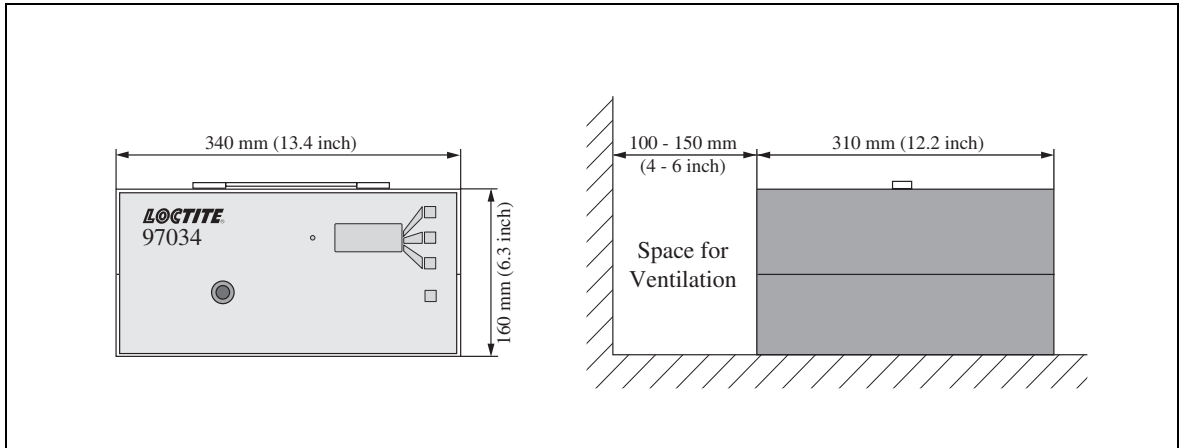 340 mm (13.4 inch)
LOCTITE®
97034
160 mm (6.3 inch)
100 - 150 mm
(4 - 6 inch)
310 mm (12.2 inch)
Space for
Ventilation